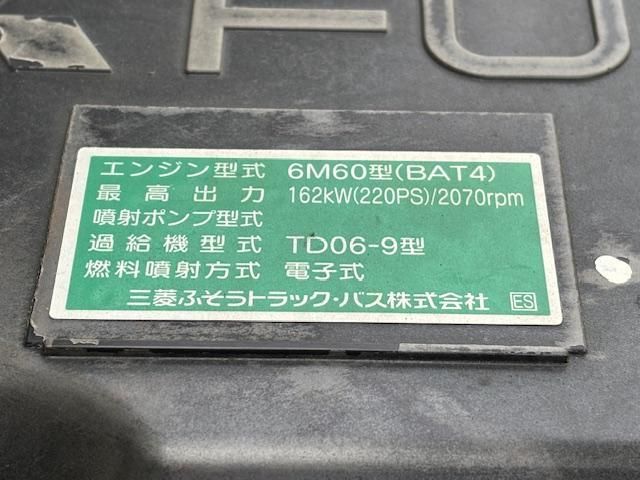 FU
エンジン型式 6M60型(BAT4)
最高出力 162kW(220PS)/2070rpm
噴射ポンプ型式
過給機型式 TD06-9型
燃料噴射方式 電子式
三菱ふそうトラック・バス株式会社 ES